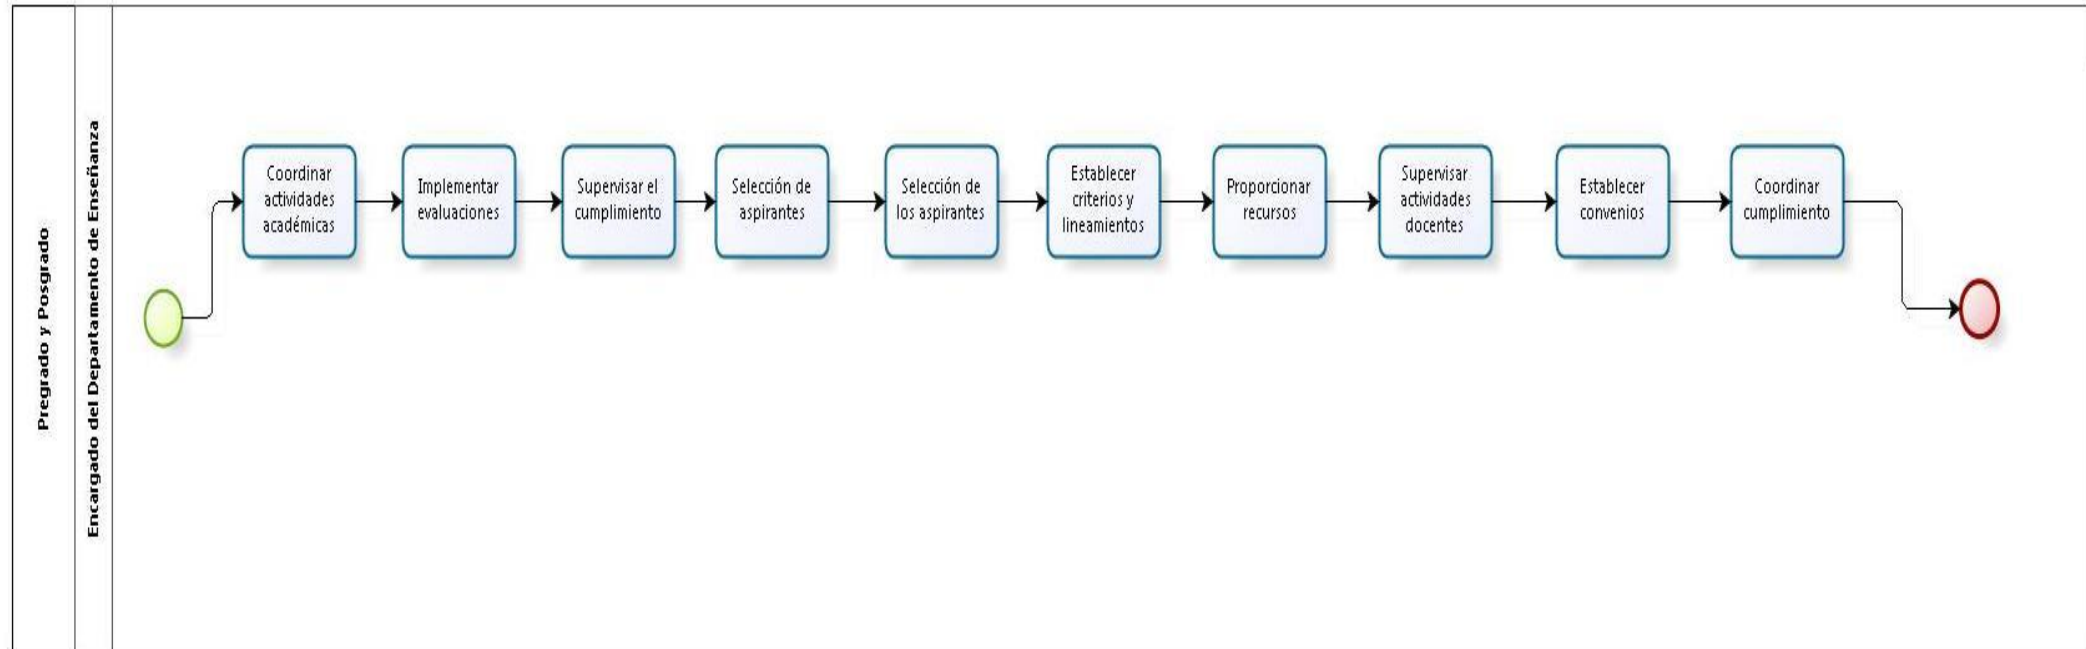 Pregrado y Posgrado
Encargado del Departamento de Enseñanza
Coordinar
actividades
académicas
Implementar
evaluaciones
Supervisar el
cumplimiento
Selección de
aspirantes
Selección de
los aspirantes
Establecer
criterios y
lineamientos
Proporcionar
recursos
Supervisar
actividades
docentes
Establecer
convenios
Coordinar
cumplimiento